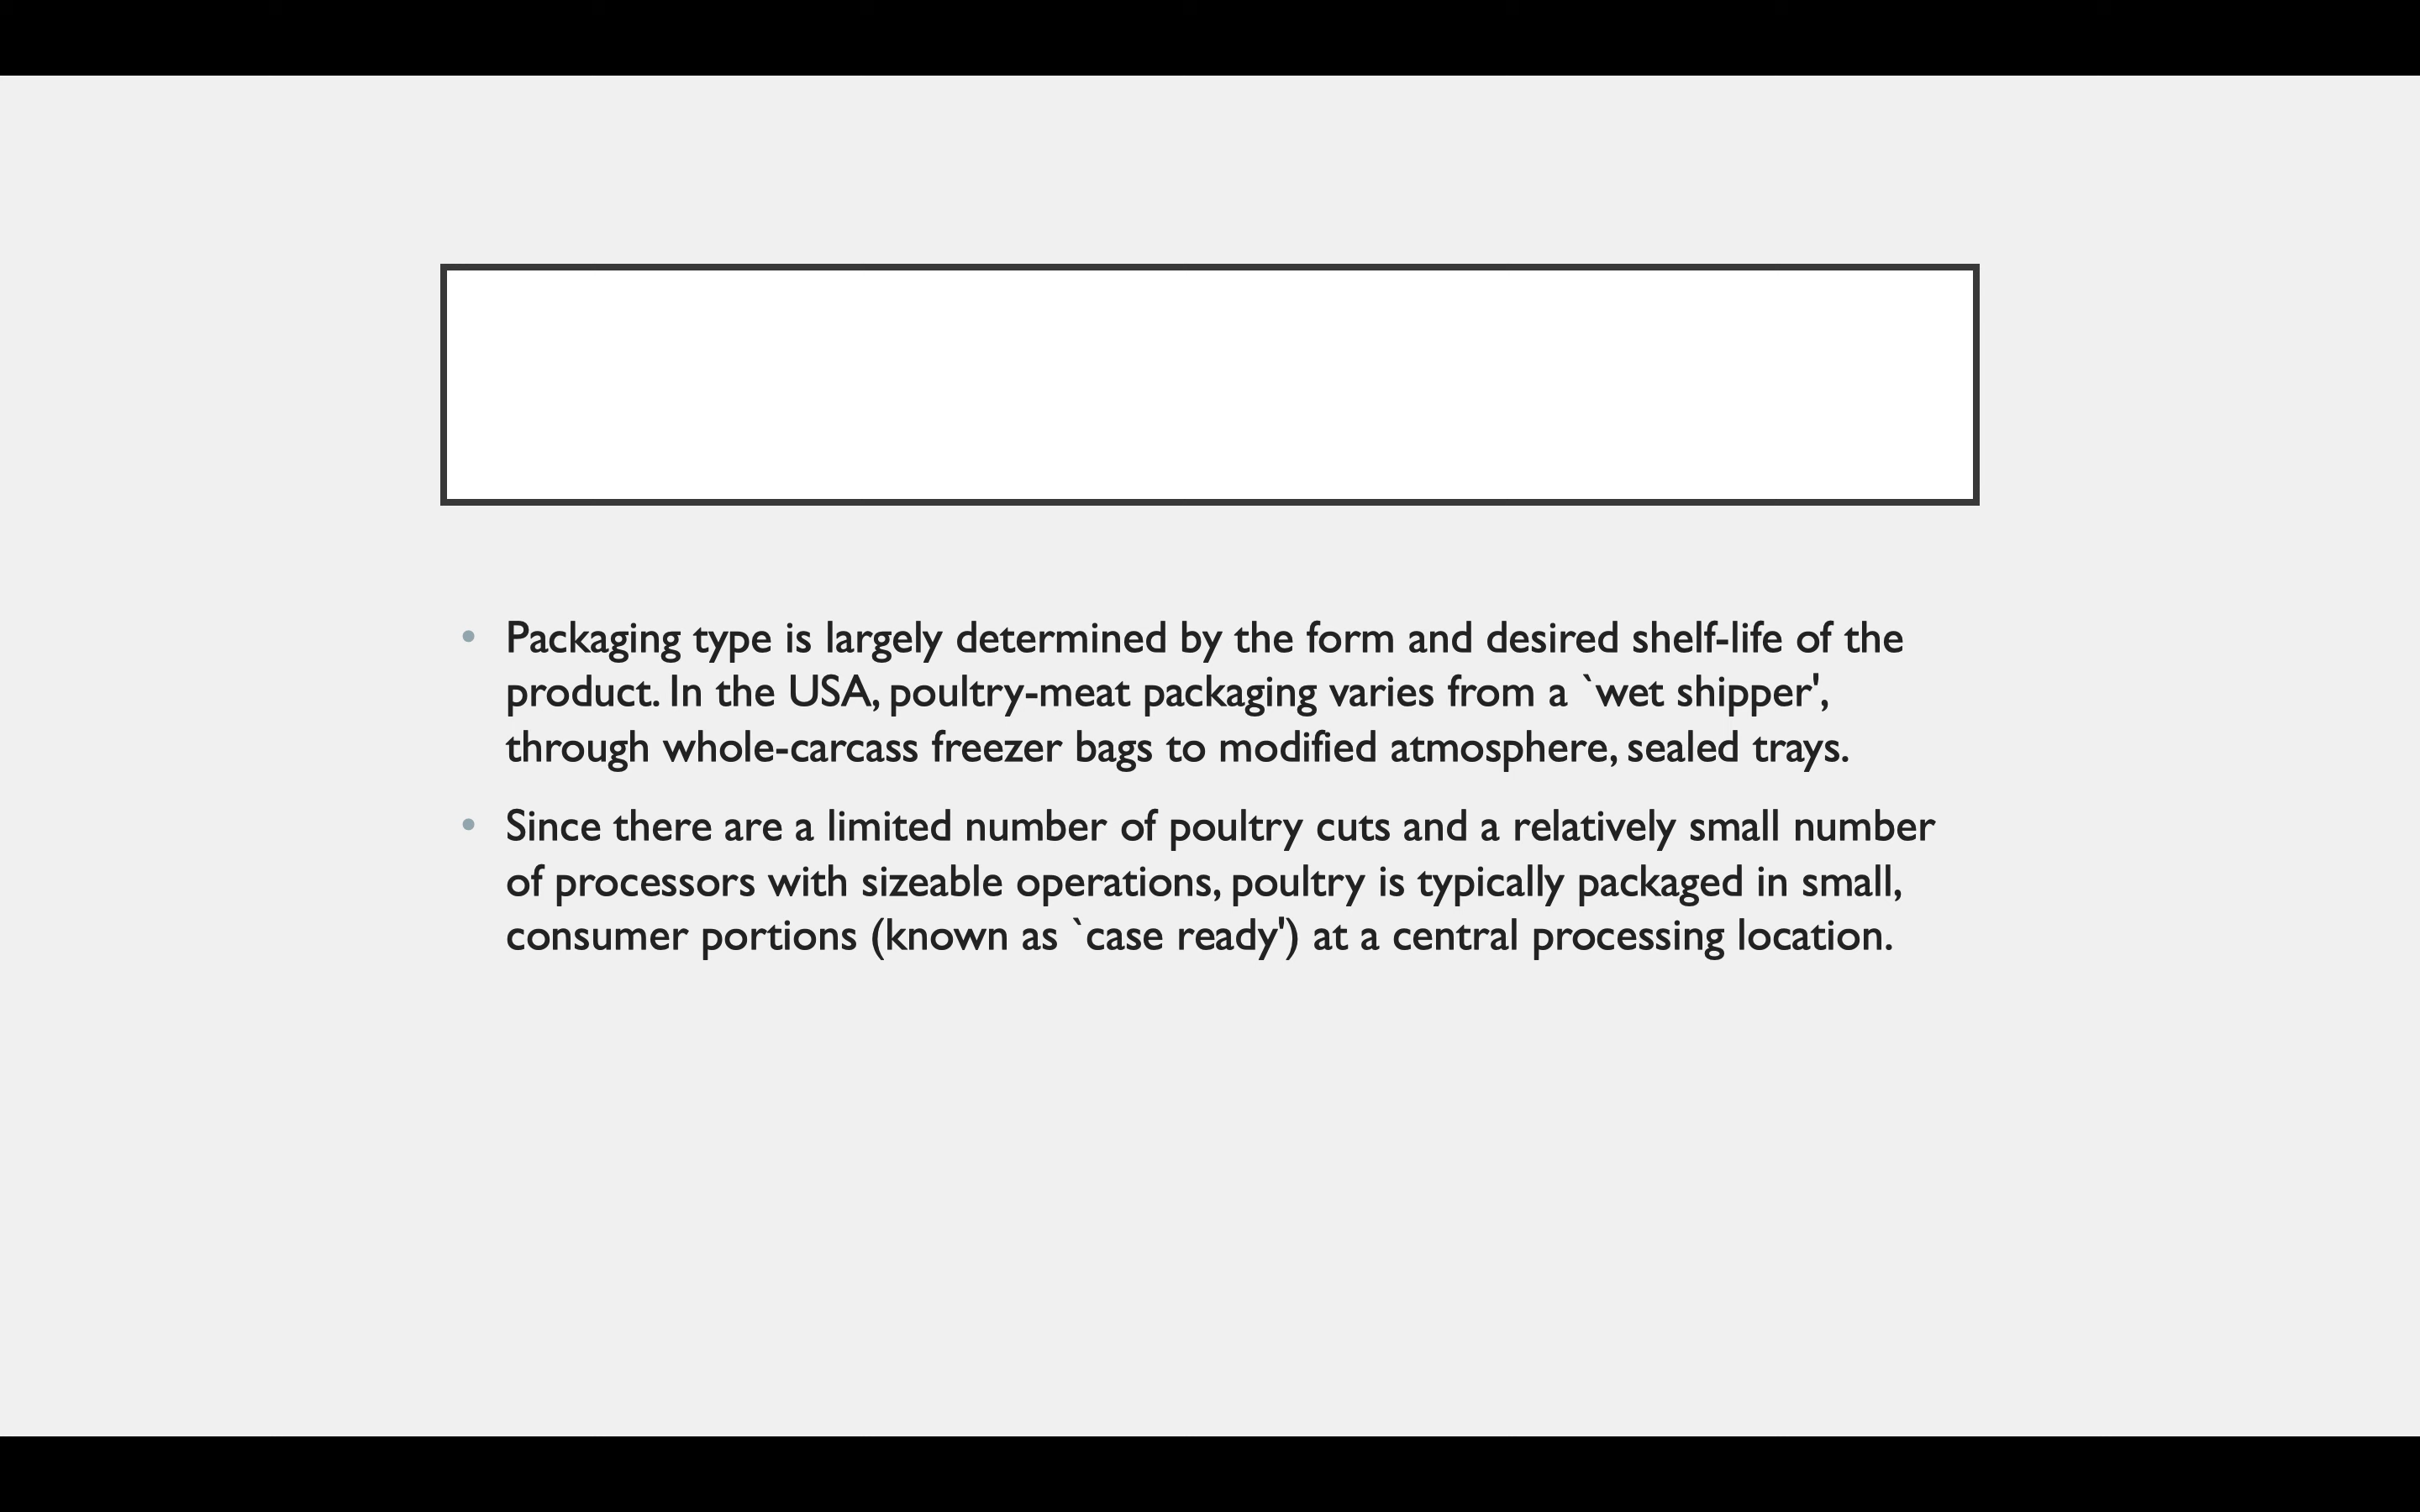 • Packaging type is largely determined by the form and desired shelf-life of the
product. In the USA, poultry-meat packaging varies from a `wet shipper',
through whole-carcass freezer bags to modified atmosphere, sealed trays.
• Since there are a limited number of poultry cuts and a relatively small number
of processors with sizeable operations, poultry is typically packaged in small,
consumer portions (known as `case ready') at a central processing location.